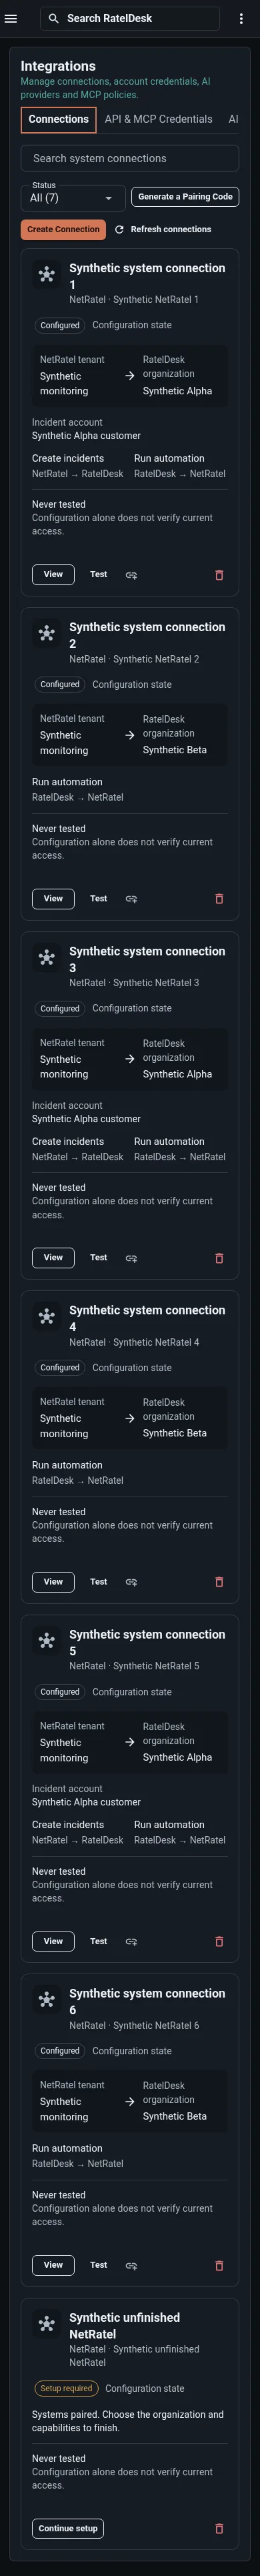 Search RatelDesk
Integrations
Manage connections, account credentials, AI
providers and MCP policies.
Connections API & MCP Credentials AI
Search system connections
Status
All (7)
Generate a Pairing Code
Create Connection Refresh connections
Synthetic system connection
1
NetRatel · Synthetic NetRatel 1
Configured Configuration state
NetRatel tenant
Synthetic
monitoring
→
RatelDesk
organization
Synthetic Alpha
Incident account
Synthetic Alpha customer
Create incidents Run automation
NetRatel → RatelDesk RatelDesk → NetRatel
Never tested
Configuration alone does not verify current
access.
View Test
Synthetic system connection
2
NetRatel · Synthetic NetRatel 2
Configured Configuration state
NetRatel tenant
Synthetic
monitoring
→
RatelDesk
organization
Synthetic Beta
Run automation
RatelDesk → NetRatel
Never tested
Configuration alone does not verify current
access.
View Test
Synthetic system connection
3
NetRatel · Synthetic NetRatel 3
Configured Configuration state
NetRatel tenant
Synthetic
monitoring
→
RatelDesk
organization
Synthetic Alpha
Incident account
Synthetic Alpha customer
Create incidents Run automation
NetRatel → RatelDesk RatelDesk → NetRatel
Never tested
Configuration alone does not verify current
access.
View Test
Synthetic system connection
4
NetRatel · Synthetic NetRatel 4
Configured Configuration state
NetRatel tenant
Synthetic
monitoring
→
RatelDesk
organization
Synthetic Beta
Run automation
RatelDesk → NetRatel
Never tested
Configuration alone does not verify current
access.
View Test
Synthetic system connection
5
NetRatel · Synthetic NetRatel 5
Configured Configuration state
NetRatel tenant
Synthetic
monitoring
→
RatelDesk
organization
Synthetic Alpha
Incident account
Synthetic Alpha customer
Create incidents Run automation
NetRatel → RatelDesk RatelDesk → NetRatel
Never tested
Configuration alone does not verify current
access.
View Test
Synthetic system connection
6
NetRatel · Synthetic NetRatel 6
Configured Configuration state
NetRatel tenant
Synthetic
monitoring
→
RatelDesk
organization
Synthetic Beta
Run automation
RatelDesk → NetRatel
Never tested
Configuration alone does not verify current
access.
View Test
Synthetic unfinished
NetRatel
NetRatel · Synthetic unfinished
NetRatel
Setup required Configuration state
Systems paired. Choose the organization and
capabilities to finish.
Never tested
Configuration alone does not verify current
access.
Continue setup